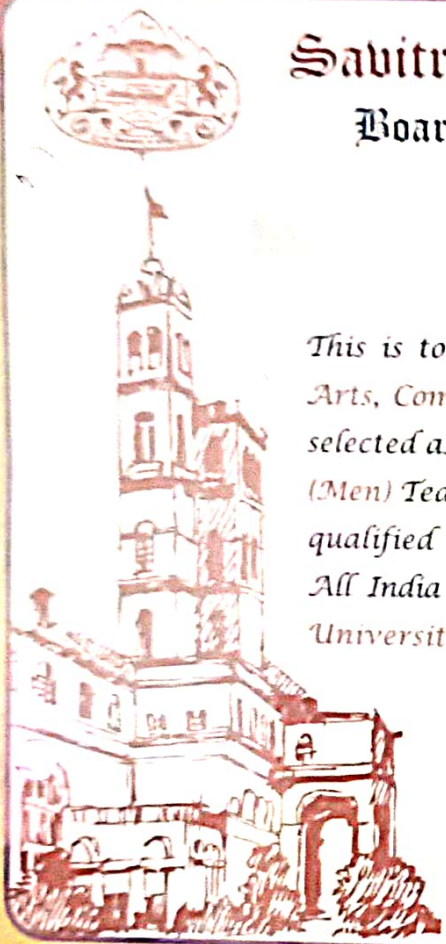 Savitr
Boar
This is to
Arts, Com
selected a
(Men) Tea
qualified
All India
Universit